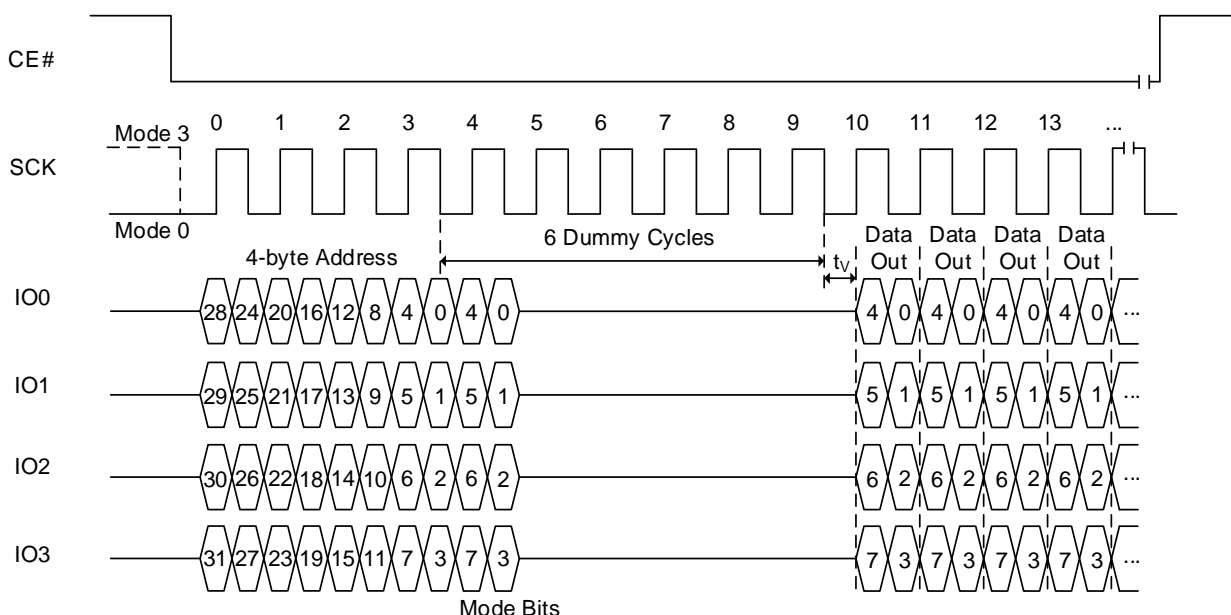 CE#
0 1 2 3 4 5 6 7 8 9 10 11 12 13 ...
Mode 3
SCK
Mode 0
6 Dummy Cycles
Data Data Data Data
4-byte Address
tV
Out Out Out Out
IO0
28 24 20 16 12 8 4 0 4 0 4 0 4 0 4 0 4 0 ...
IO1
29 25 21 17 13 9 5 1 5 1 5 1 5 1 5 1 5 1 ...
IO2
30 26 22 18 14 10 6 2 6 2 6 2 6 2 6 2 6 2 ...
IO3
31 27 23 19 15 11 7 3 7 3 7 3 7 3 7 3 7 3 ...
Mode Bits